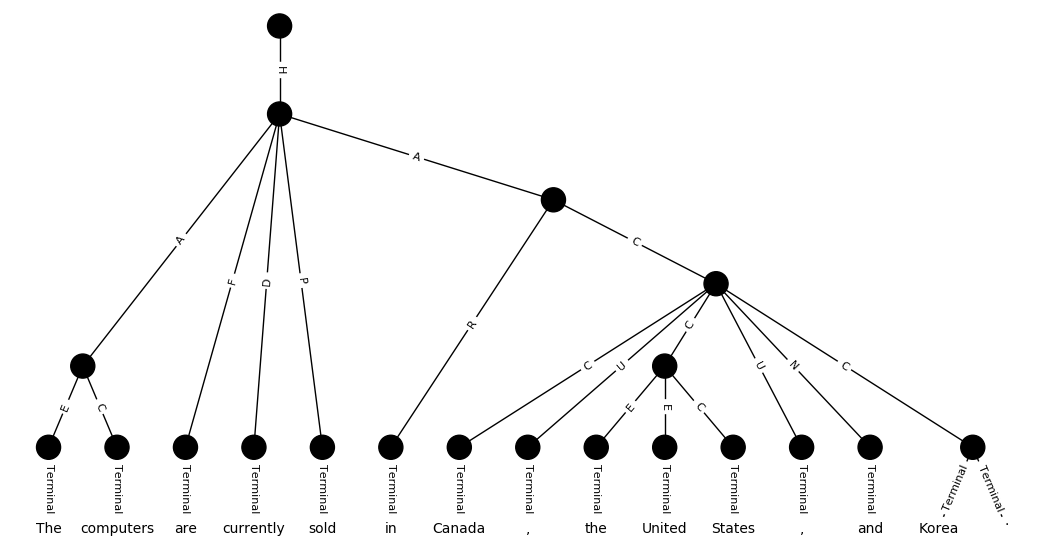 H
A
A
F
D
P
C
R
C
C
U
U
N
C
E
C
E
E
C
Terminal Terminal Terminal Terminal Terminal Terminal Terminal Terminal Terminal Terminal Terminal Terminal Terminal Terminal Terminal
The computers are currently sold in Canada , the United States , and Korea .